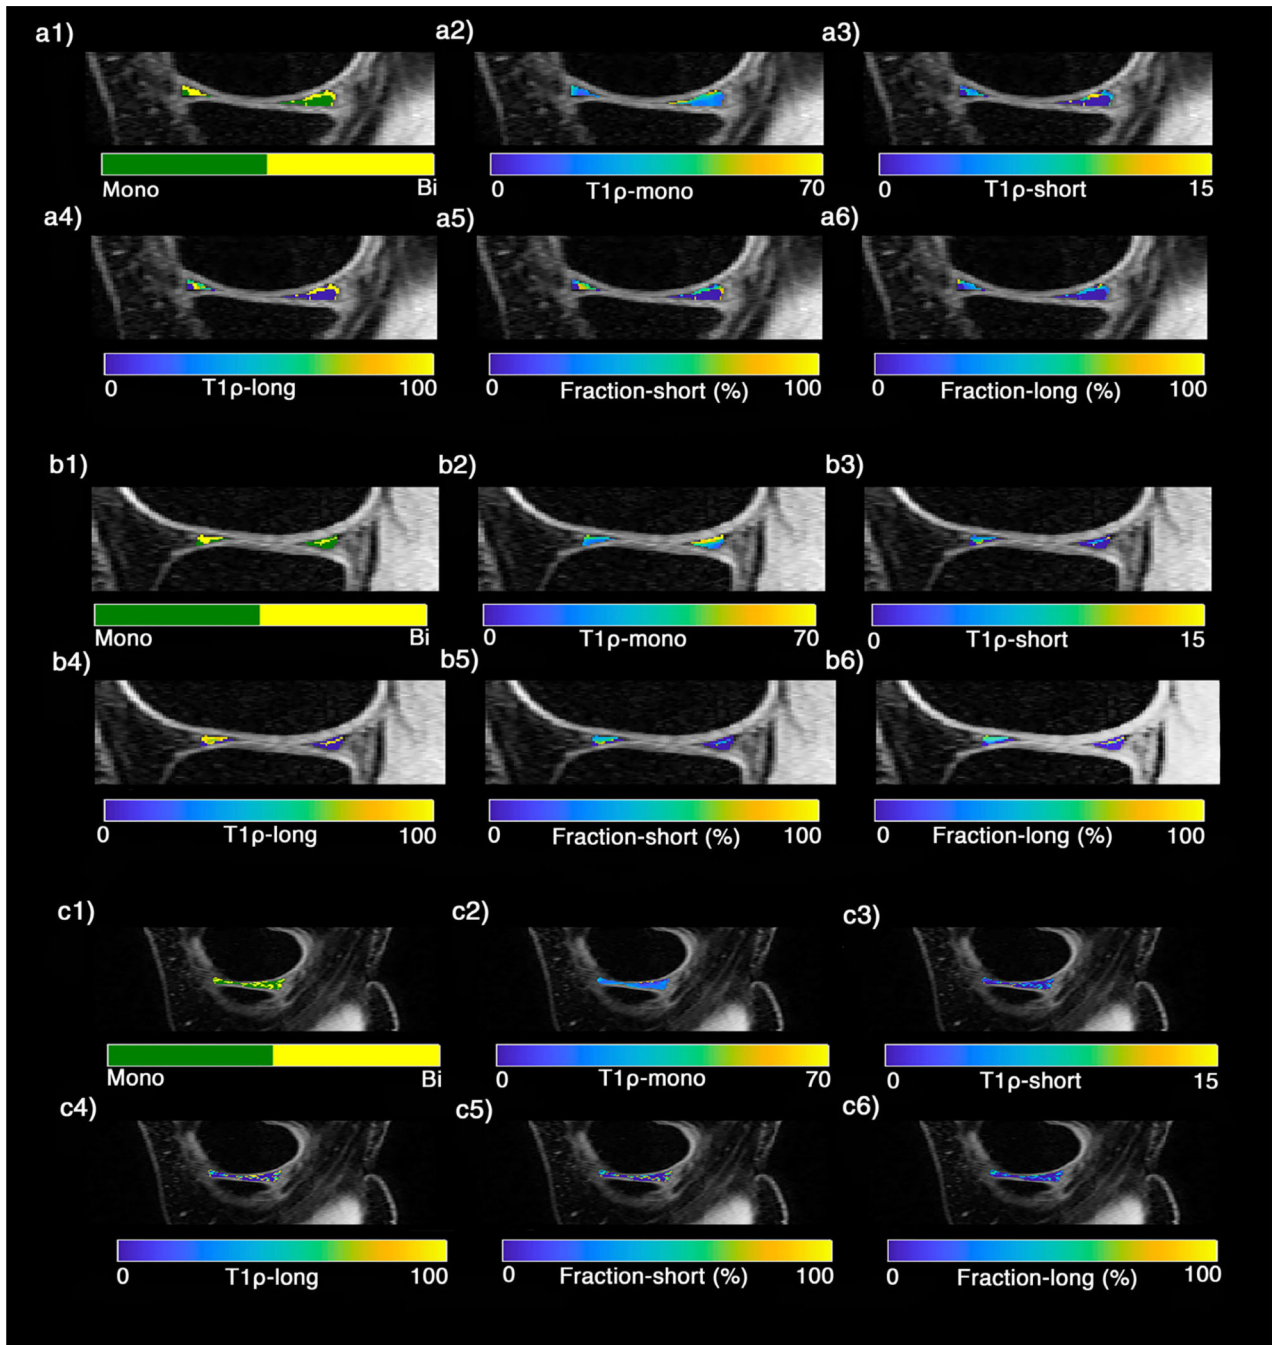 a1) a2) a3)
Mono Bi 0 T1ρ-mono 70 0 T1ρ-short 15
a4) a5) a6)
0 T1ρ-long 100 0 Fraction-short (%) 100 0 Fraction-long (%) 100
b1) b2) b3)
Mono Bi 0 T1ρ-mono 70 0 T1ρ-short 15
b4) b5) b6)
0 T1ρ-long 100 0 Fraction-short (%) 100 0 Fraction-long (%) 100
c1) c2) c3)
Mono Bi 0 T1ρ-mono 70 0 T1ρ-short 15
c4) c5) c6)
0 T1ρ-long 100 0 Fraction-short (%) 100 0 Fraction-long (%) 100